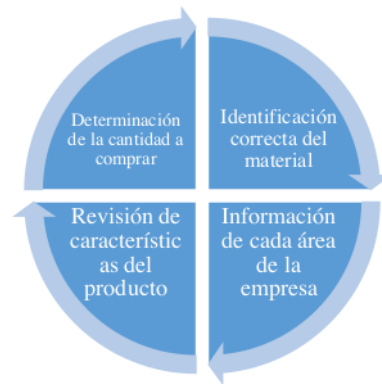 Determinación
de la cantidad a
comprar
Identificación
correcta del
material
Revisión de
característic
as del
producto
Información
de cada área
de la
empresa